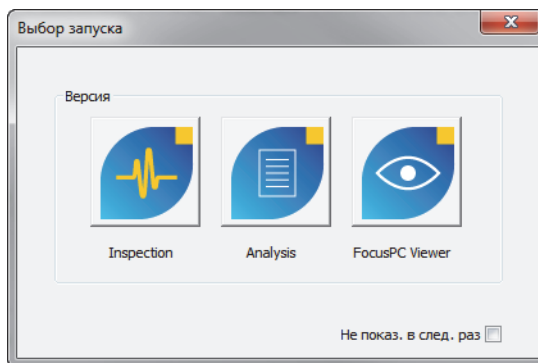 Выбор запуска
Версия
Inspection Analysis FocusPC Viewer
Не показ. в след. раз